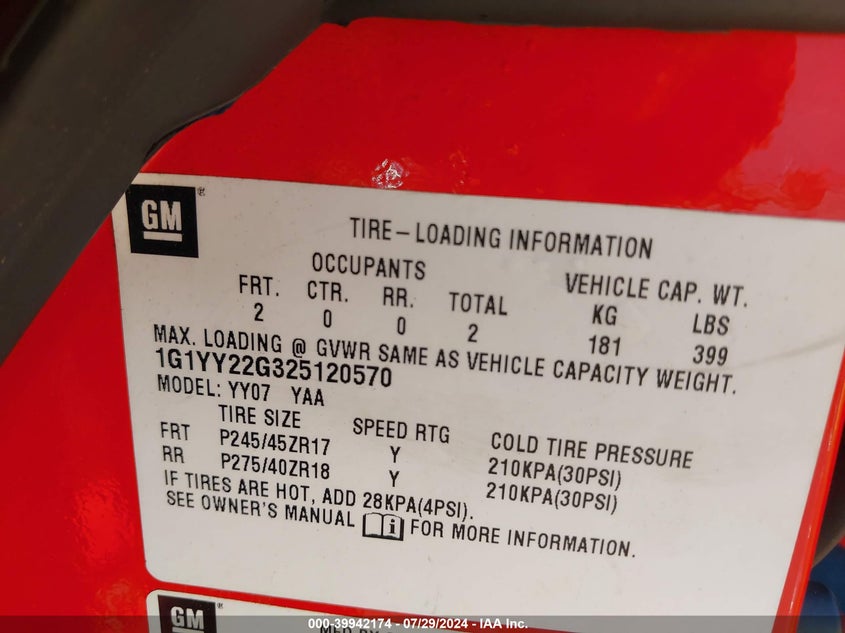 GM®
TIRE-LOADING INFORMATION
OCCUPANTS VEHICLE CAP. WT.
FRT. CTR. RR. TOTAL KG LBS
2 0 0 2 181 399
MAX. LOADING @ GVWR SAME AS VEHICLE CAPACITY WEIGHT.
1G1YY22G325120570
MODEL: YY07 YAA
TIRE SIZE SPEED RTG COLD TIRE PRESSURE
FRT P245/45ZR17 Y 210KPA(30PSI)
RR P275/40ZR18 Y 210KPA(30PSI)
IF TIRES ARE HOT, ADD 28KPA(4PSI).
SEE OWNER'S MANUAL FOR MORE INFORMATION.
GM®
000-39942174 - 07/29/2024 - IAA Inc.